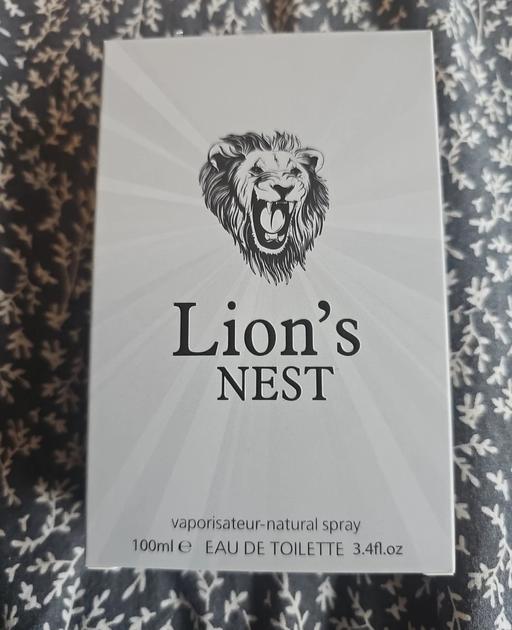 Lion's
NEST
vaporisateur-natural spray
100ml ℮ EAU DE TOILETTE 3.4fl.oz